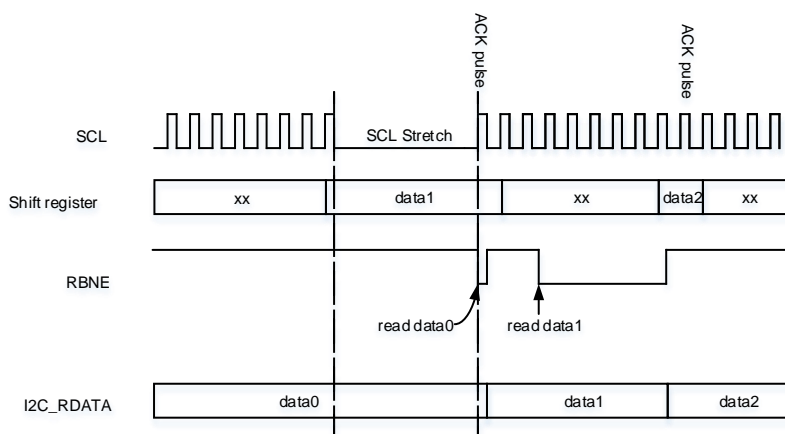 ACK pulse
ACK pulse
SCL
SCL Stretch
Shift register
xx
data1
xx
data2
xx
RBNE
read data0
read data1
I2C_RDATA
data0
data1
data2